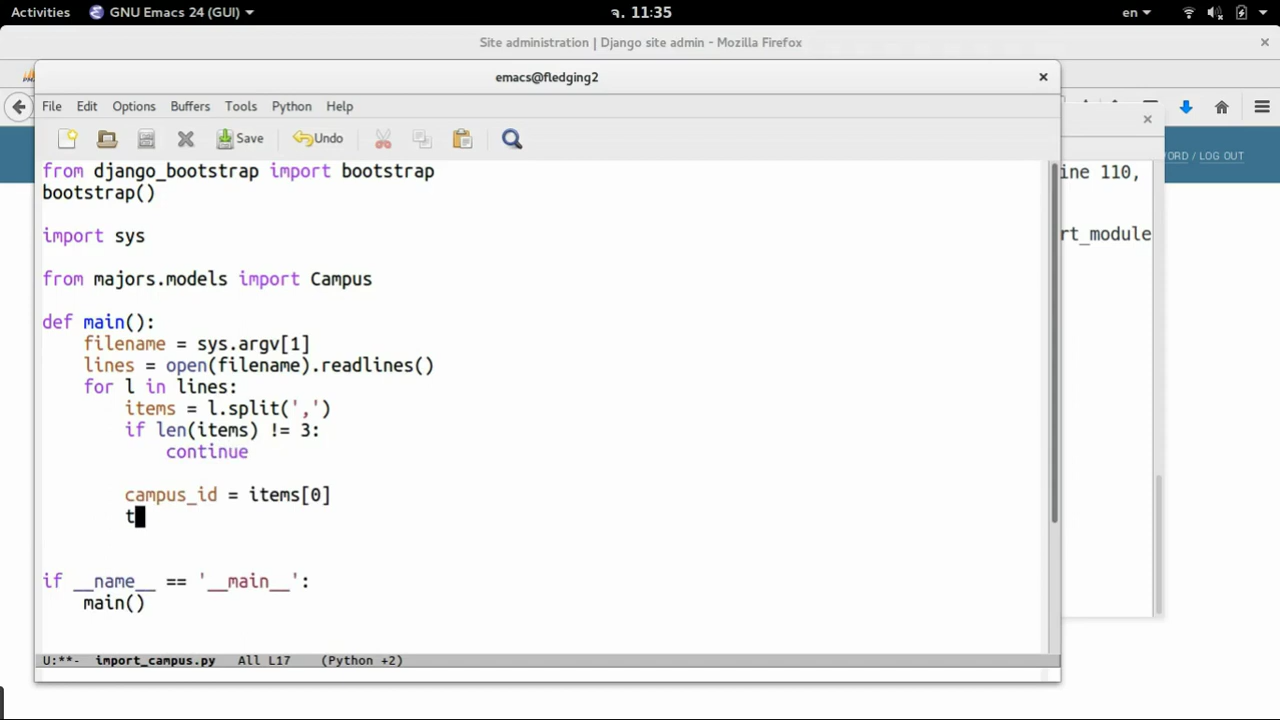 Activities GNU Emacs 24 (GUI) จ. 11:35 en
Site administration | Django site admin - Mozilla Firefox
emacs@fledging2
File Edit Options Buffers Tools Python Help
Save Undo
ORD / LOG OUT
from django_bootstrap import bootstrap
ine 110,
bootstrap()
import sys
rt_module
from majors.models import Campus
def main():
filename = sys.argv[1]
lines = open(filename).readlines()
for l in lines:
items = l.split(',')
if len(items) != 3:
continue
campus_id = items[0]
t
if __name__ == '__main__':
main()
U:**- import_campus.py All L17 (Python +2)